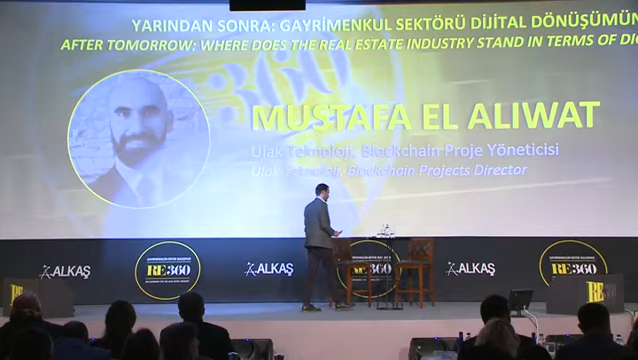 YARINDAN SONRA: GAYRİMENKUL SEKTÖRÜ DİJİTAL DÖNÜŞÜMÜN
AFTER TOMORROW: WHERE DOES THE REAL ESTATE INDUSTRY STAND IN TERMS OF DIG
360
MUSTAFA EL ALIWAT
Ulak Teknoloji, Blockchain Proje Yöneticisi
Ulak Teknoloji, Blockchain Projects Director
ALKAŞ
RE360
ALKAŞ
RE360
ALKAŞ
RE360